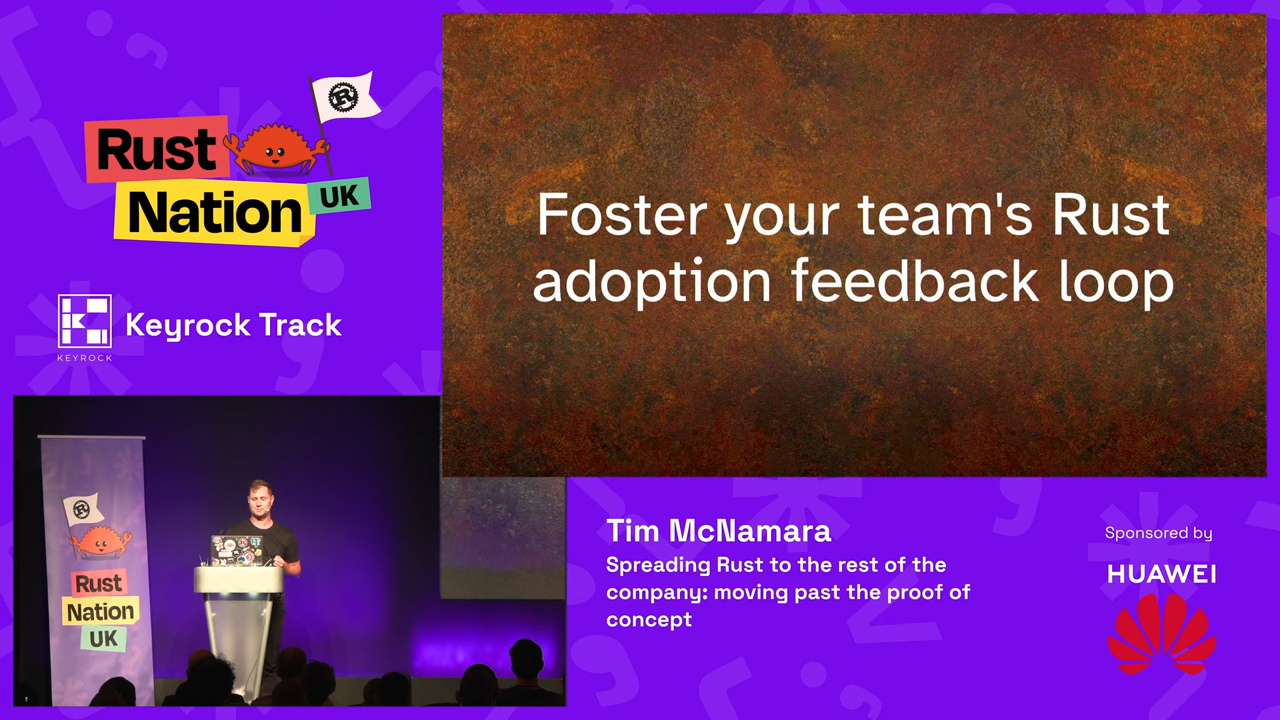 Rust
Nation
UK
KEYROCK
Keyrock Track
Foster your team's Rust
adoption feedback loop
Rust
Nation
UK
Tim McNamara
Spreading Rust to the rest of the
company: moving past the proof of
concept
Sponsored by
HUAWEI